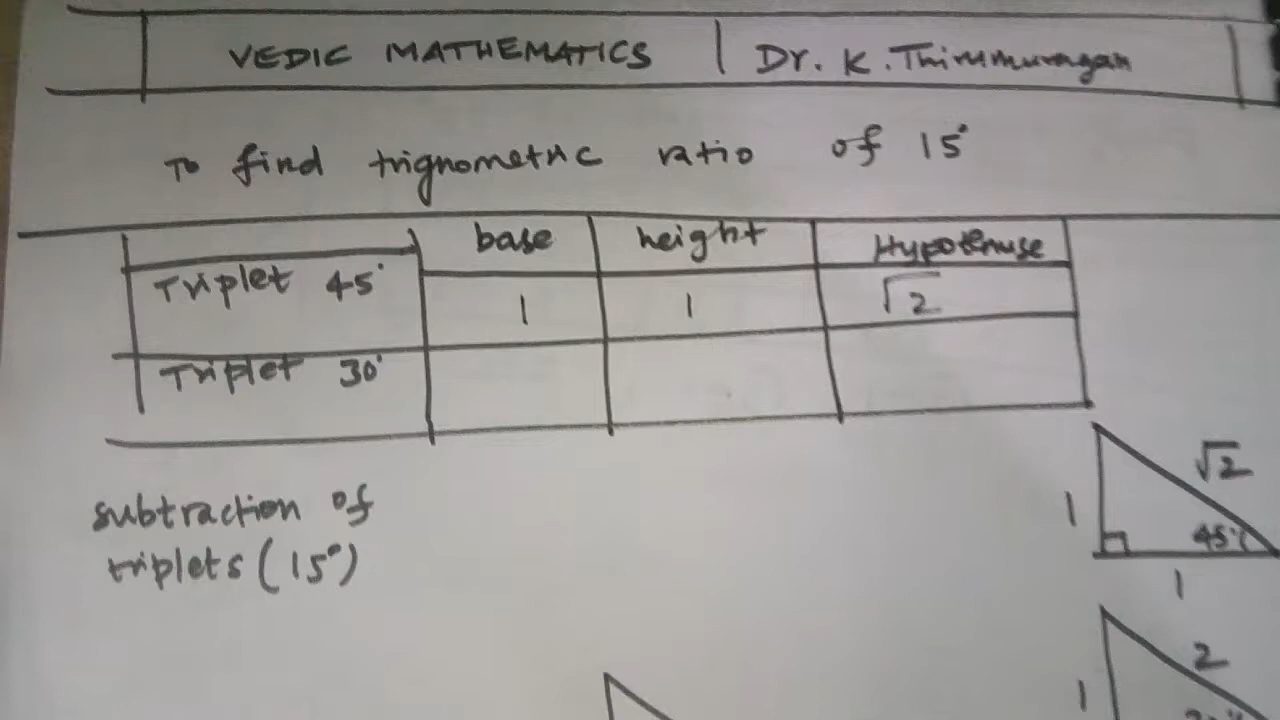 VEDIC MATHEMATICS | Dr. K. Thirumuragan
To find trignometric ratio of 15°
base height Hypotenuse
Triplet 45° 1 1 √2
Triplet 30°
subtraction of
triplets (15°)
√2
1
45°
1
2
1